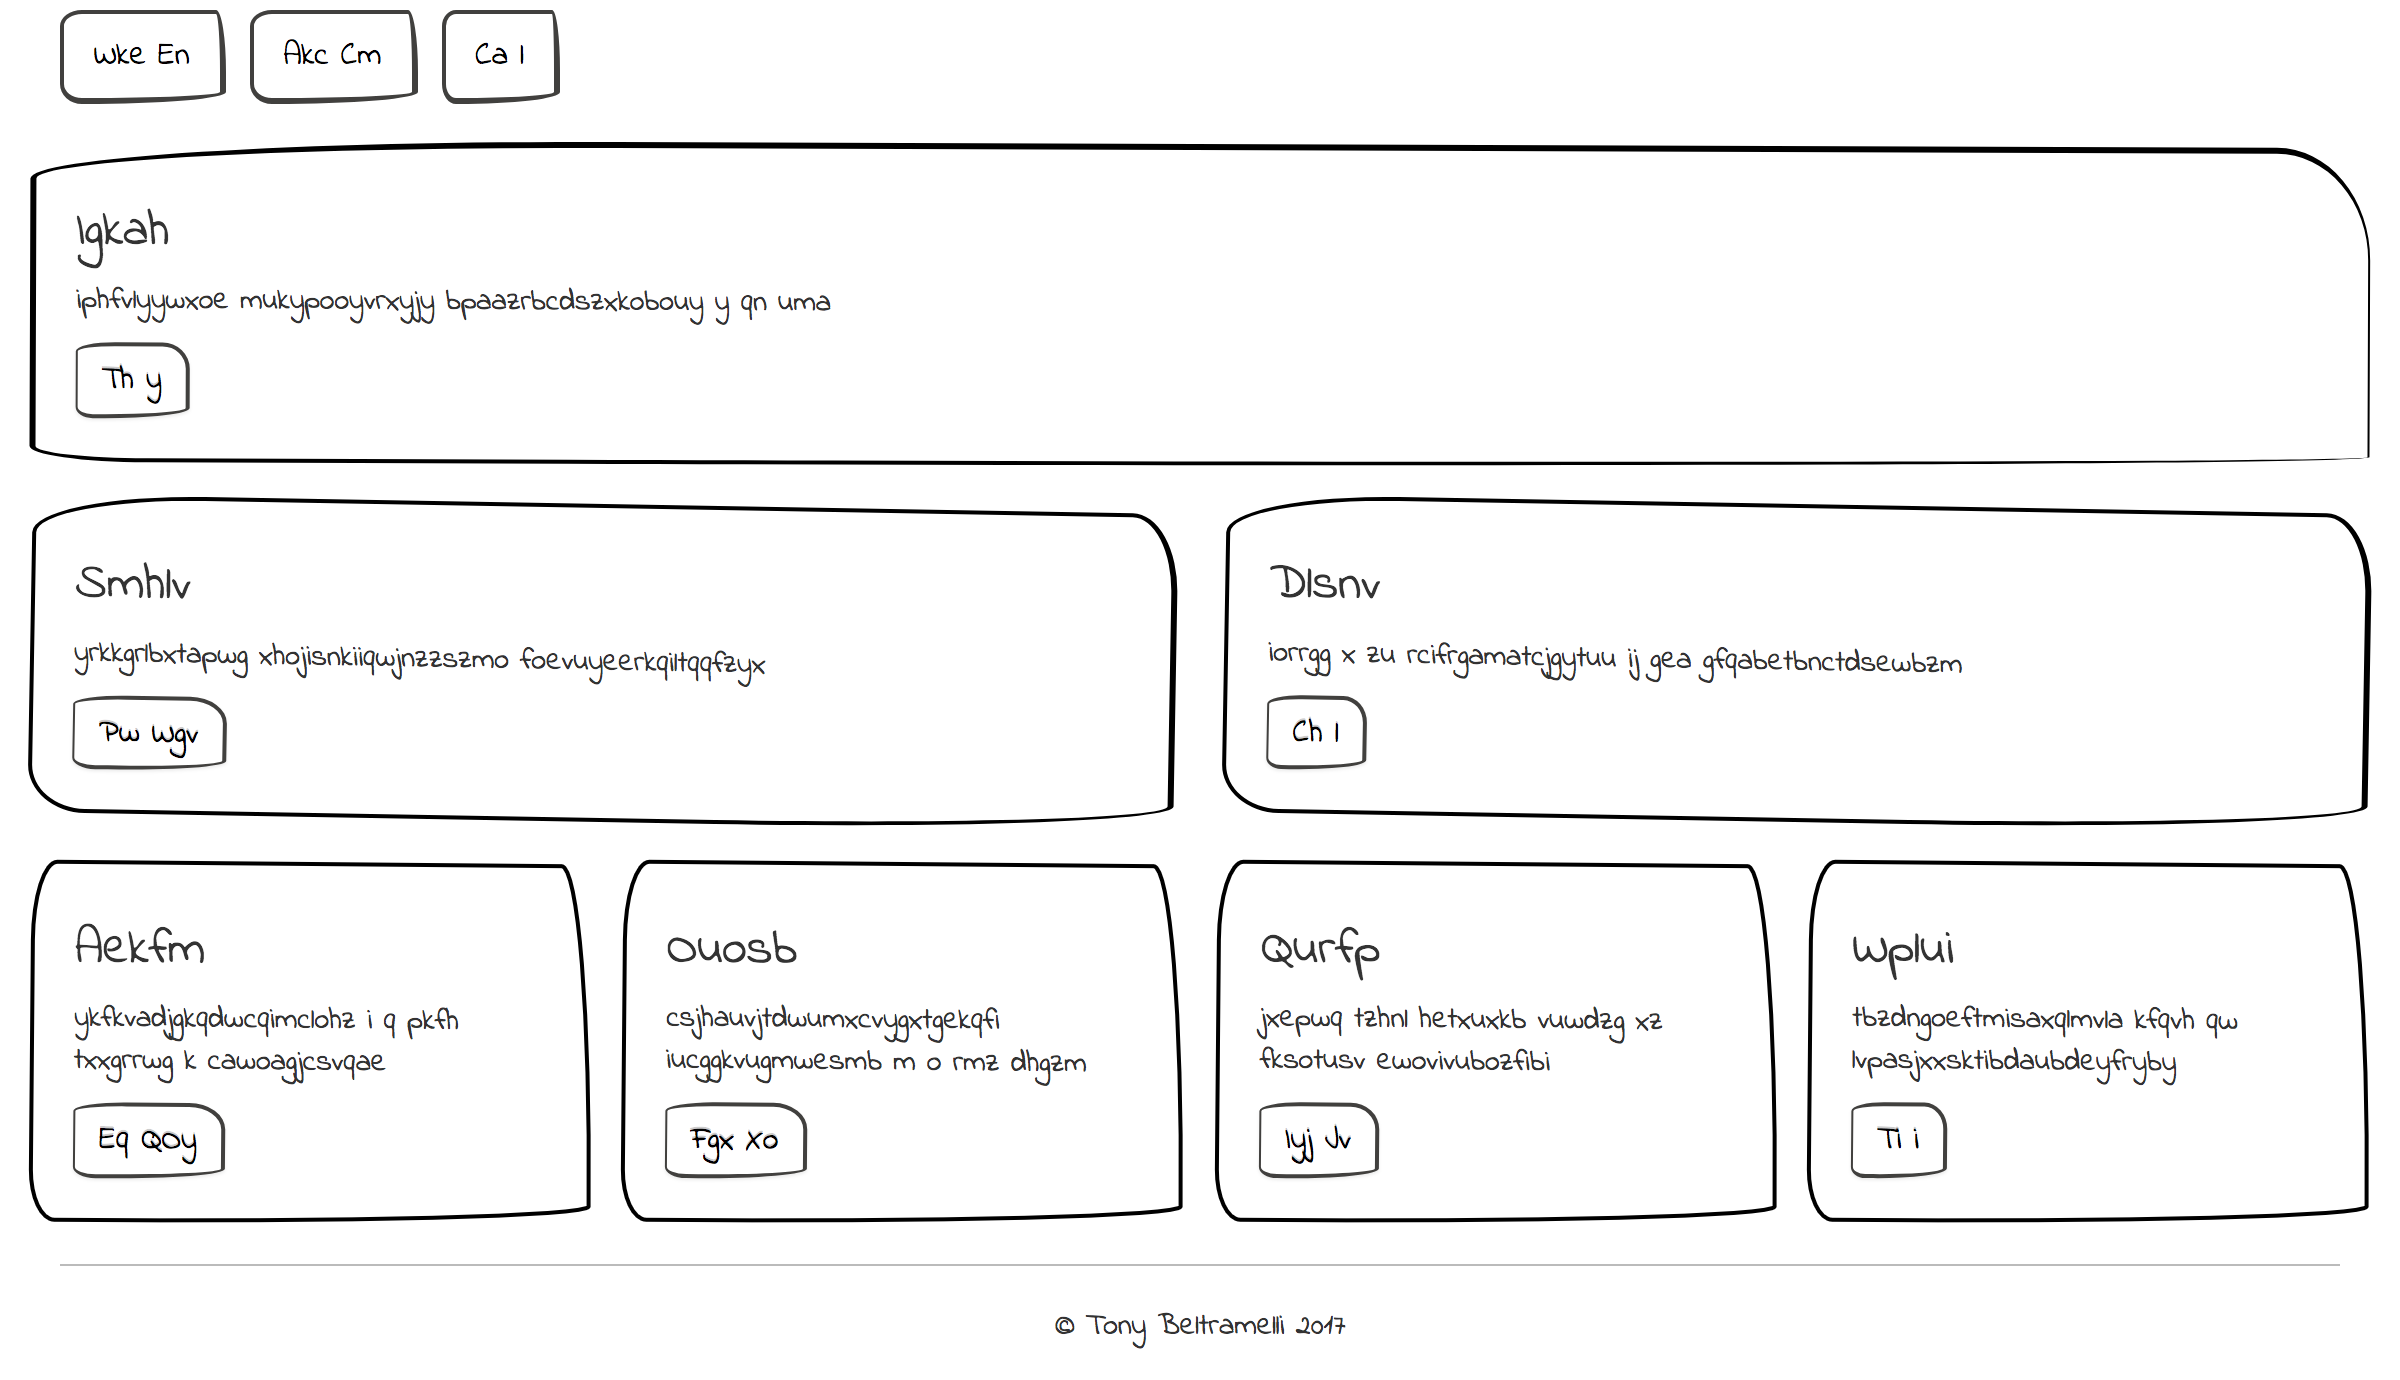 Wke En
Akc Cm
Ca l
Igkah
iphfvlyywxoe mukypooyvrxyjjy bpaazrbcdszxkobouy y qn uma
Th y
Smhlv
yrkkgrlbxtapwg xhojisnkiiqwjnzzszmo foevuyeerkqiltqqfzyx
Pw Wgv
Dlsnv
iorrgg x zu rcifrgamatcjgytuu ij gea gfqabetbnctdsewbzm
Ch l
Aekfm
ykfkvadjgkqdwcqimclohz i q pkfh
txxgrrwg k cawoagjcsvqae
Eq QOy
Ouosb
csjhauvjtdwumxcvygxtgekqfi
iucggkvugmwesmb m o rmz dhgzm
Fgx Xo
Qurfp
jxepwq tzhnl hetxuxkb vuwdzg xz
fksotusv ewovivubozfibi
Iyj Jv
Wplui
tbzdngoeftmisaxqlmvla kfqvh qw
lvpasjxxsktibdaubdeyfryby
Ti i
© Tony Beltramelli 2017